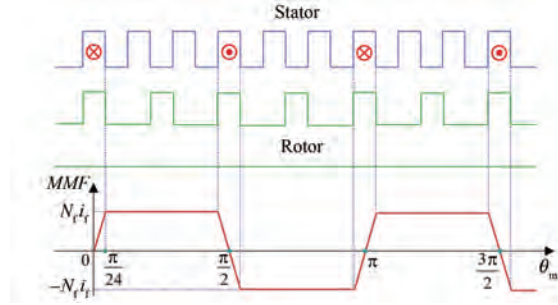 Stator
Rotor
MMF
N_f i_f
0
π/24
π/2
π
3π/2
θ_m
−N_f i_f